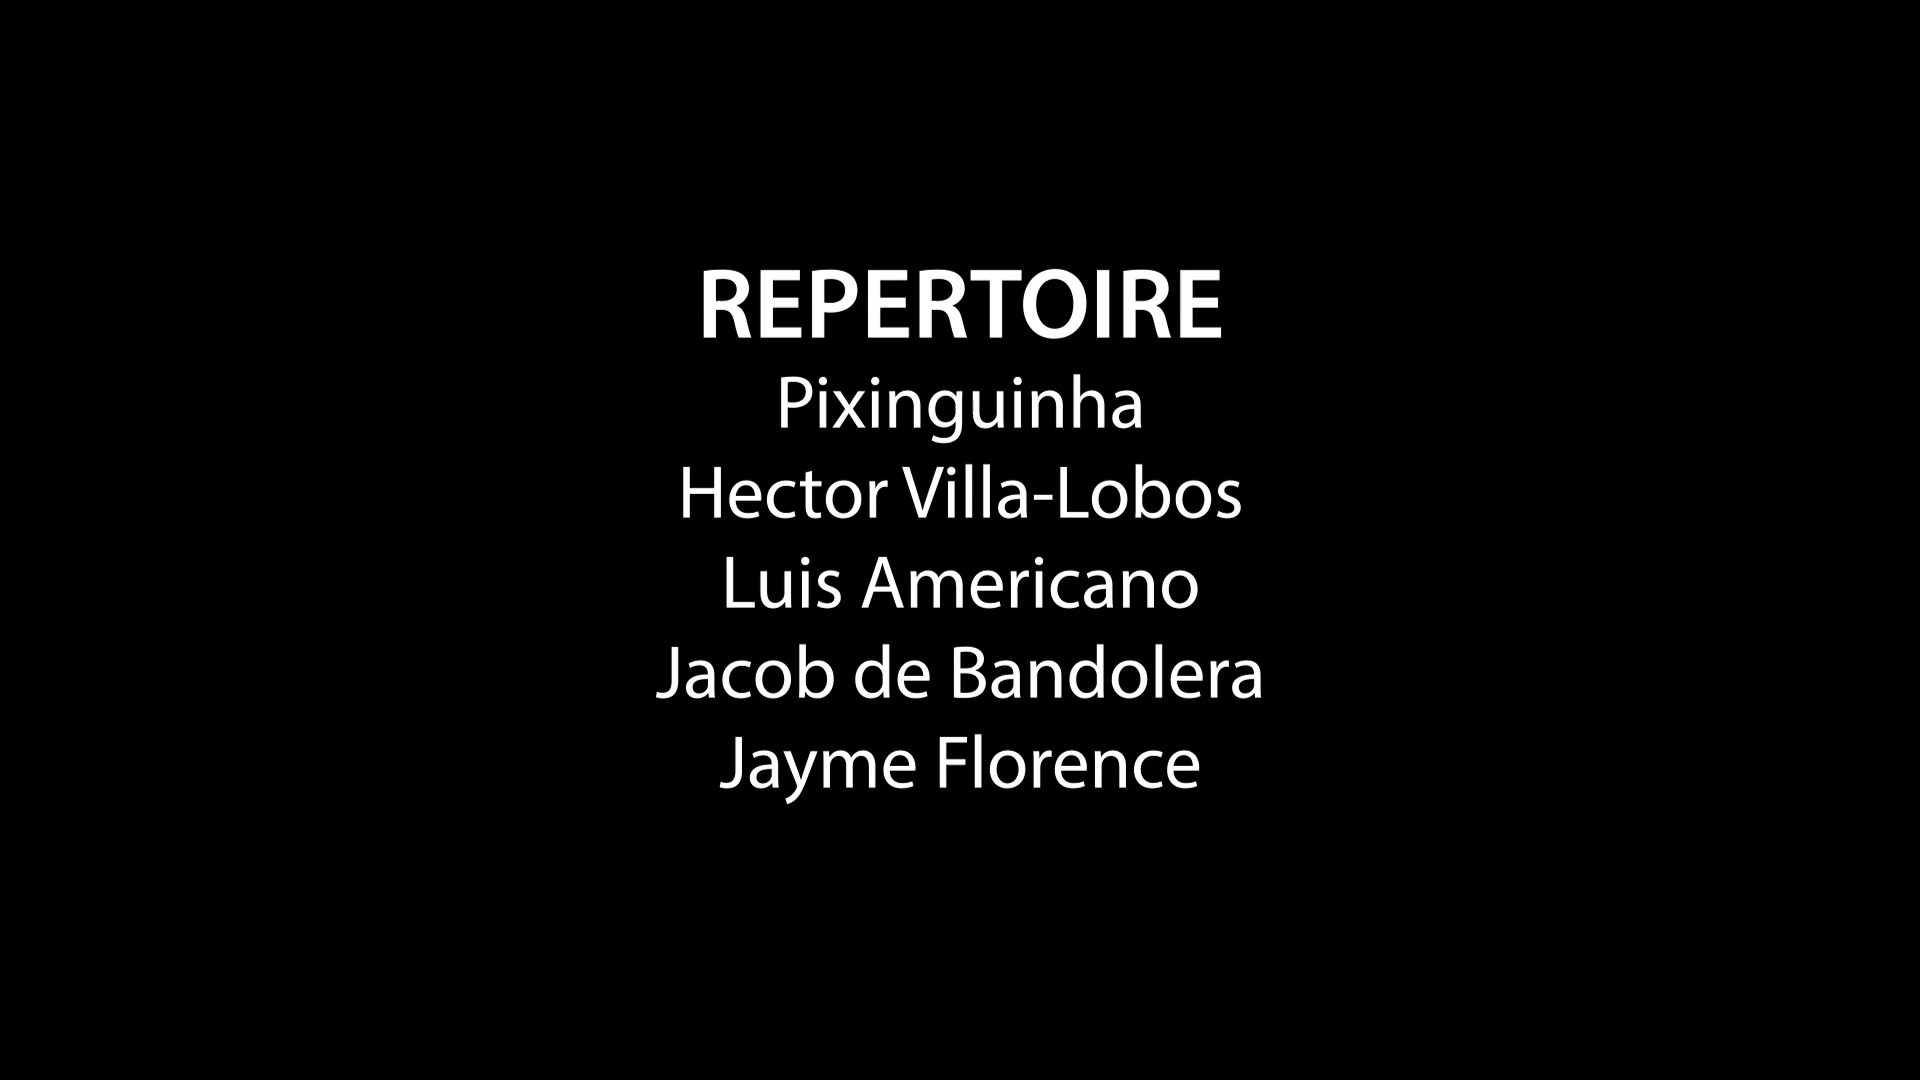 REPERTOIRE
Pixinguinha
Hector Villa-Lobos
Luis Americano
Jacob de Bandolera
Jayme Florence